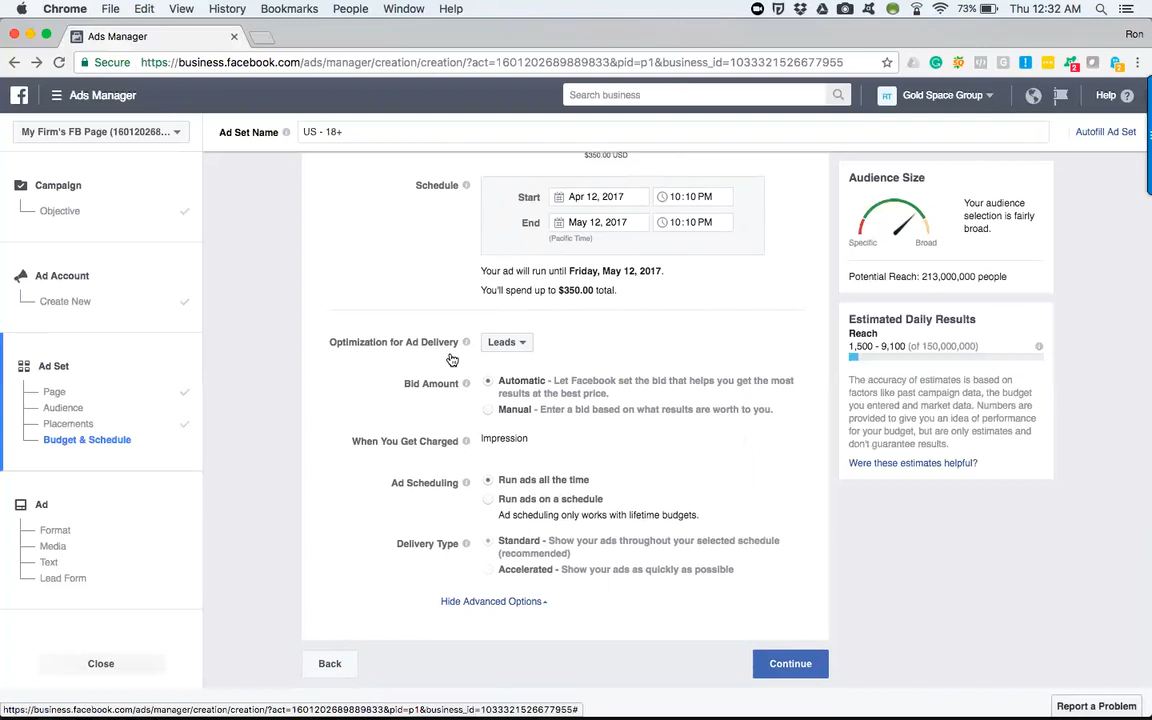 Chrome File Edit View History Bookmarks People Window Help
73% Thu 12:32 AM
Ads Manager
Ron
Secure https://business.facebook.com/ads/manager/creation/creation/?act=1601202689889833&pid=p1&business_id=1033321526677955
Ads Manager
Search business
RT Gold Space Group
Help
My Firm's FB Page (160120268...
Ad Set Name
US - 18+
Autofill Ad Set
Campaign
Objective
Ad Account
Create New
Ad Set
Page
Audience
Placements
Budget & Schedule
Ad
Format
Media
Text
Lead Form
Close
$350.00 USD
Schedule
Start Apr 12, 2017 10:10 PM
End May 12, 2017 10:10 PM
(Pacific Time)
Your ad will run until Friday, May 12, 2017.
You'll spend up to $350.00 total.
Optimization for Ad Delivery Leads
Bid Amount
Automatic - Let Facebook set the bid that helps you get the most
results at the best price.
Manual - Enter a bid based on what results are worth to you.
When You Get Charged Impression
Ad Scheduling
Run ads all the time
Run ads on a schedule
Ad scheduling only works with lifetime budgets.
Delivery Type
Standard - Show your ads throughout your selected schedule
(recommended)
Accelerated - Show your ads as quickly as possible
Hide Advanced Options
Back
Continue
Audience Size
Specific
Broad
Your audience
selection is fairly
broad.
Potential Reach: 213,000,000 people
Estimated Daily Results
Reach
1,500 - 9,100 (of 150,000,000)
The accuracy of estimates is based on
factors like past campaign data, the budget
you entered and market data. Numbers are
provided to give you an idea of performance
for your budget, but are only estimates and
don't guarantee results.
Were these estimates helpful?
https://business.facebook.com/ads/manager/creation/creation/?act=1601202689889833&pid=p1&business_id=1033321526677955#
Report a Problem